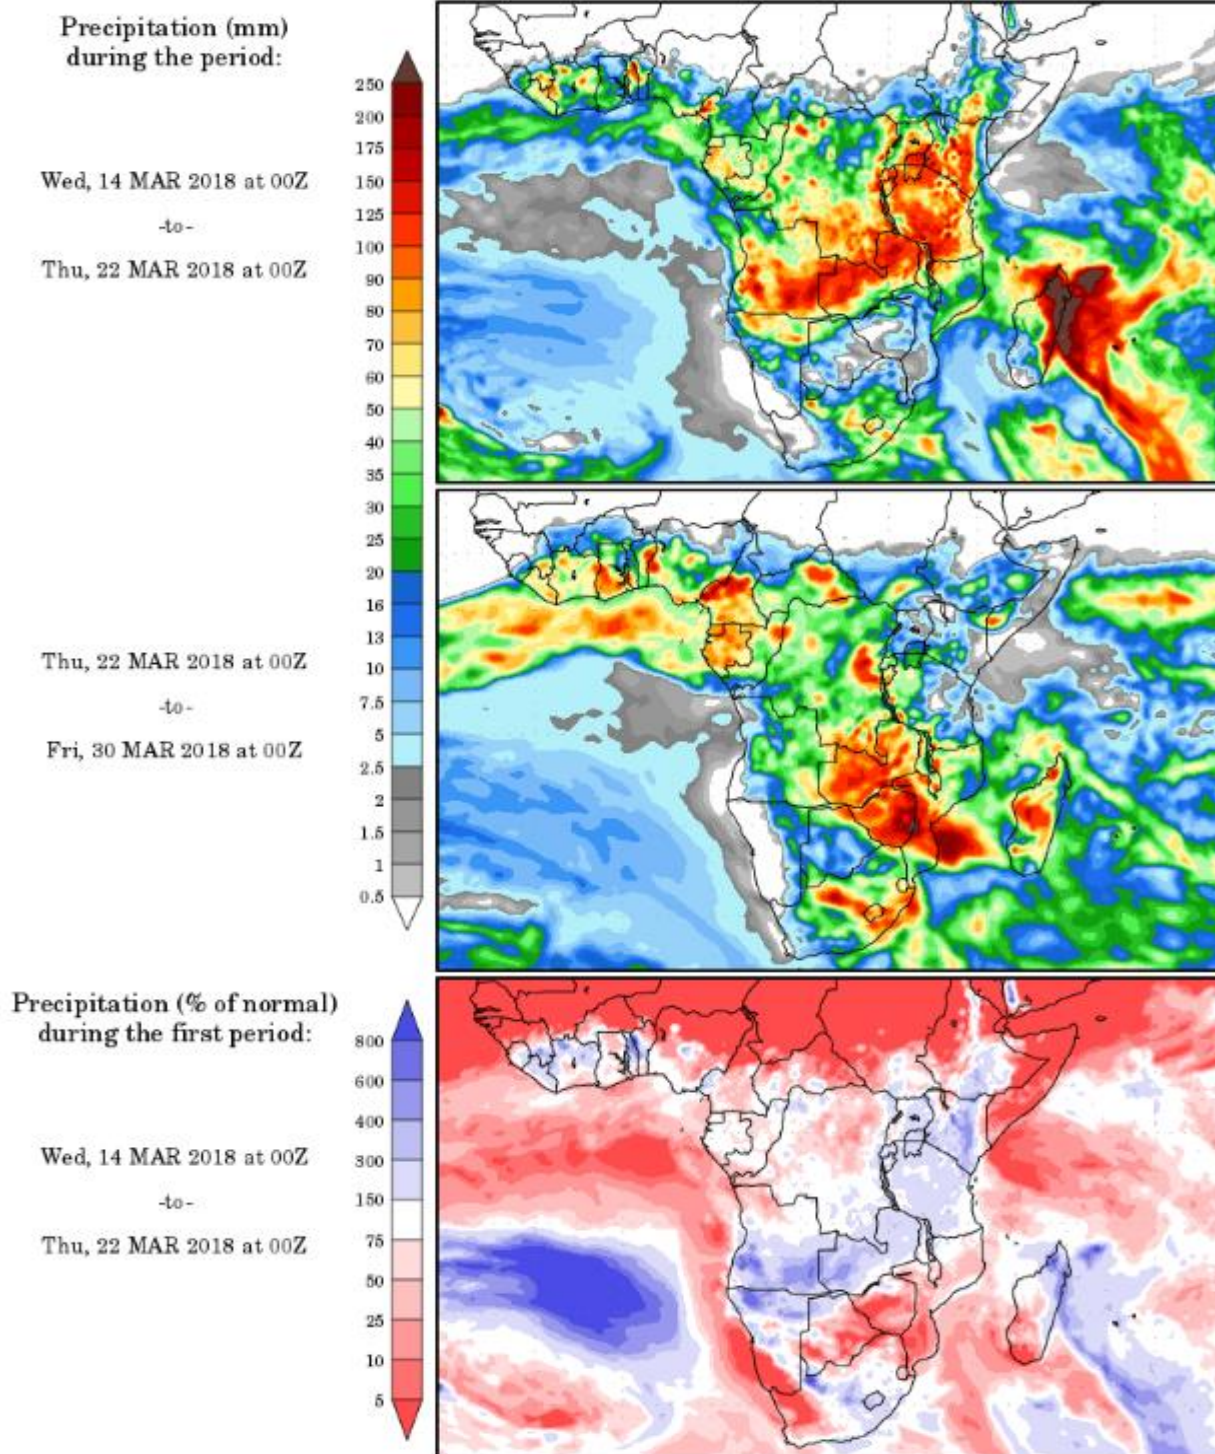 Precipitation (mm)
during the period:
250
200
175
150
125
100
90
80
70
60
50
40
35
30
25
20
16
13
10
7.5
5
2.5
2
1.5
1
0.5
Wed, 14 MAR 2018 at 00Z
-to-
Thu, 22 MAR 2018 at 00Z
Thu, 22 MAR 2018 at 00Z
-to-
Fri, 30 MAR 2018 at 00Z
Precipitation (% of normal)
during the first period:
800
600
400
300
150
75
50
25
10
5
Wed, 14 MAR 2018 at 00Z
-to-
Thu, 22 MAR 2018 at 00Z